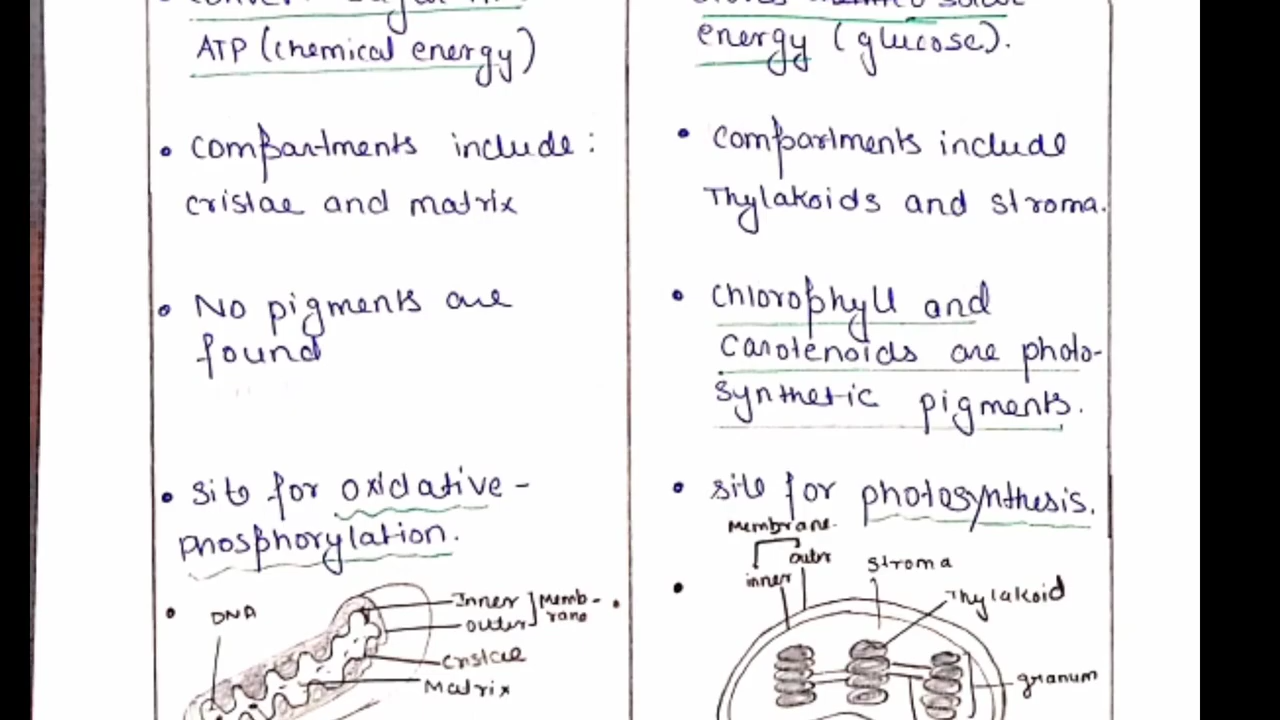 ATP (chemical energy)
• compartments include :
cristae and matrix
• No pigments are
found
• site for oxidative -
phosphorylation.
• DNA
Inner
outer
Memb -
rane
cristae
Matrix
energy (glucose).
• compartments include
Thylakoids and stroma.
• chlorophyll and
carotenoids are photo-
synthetic pigments.
• site for photosynthesis.
Membrane.
outer
inner
stroma
Thylakoid
granum